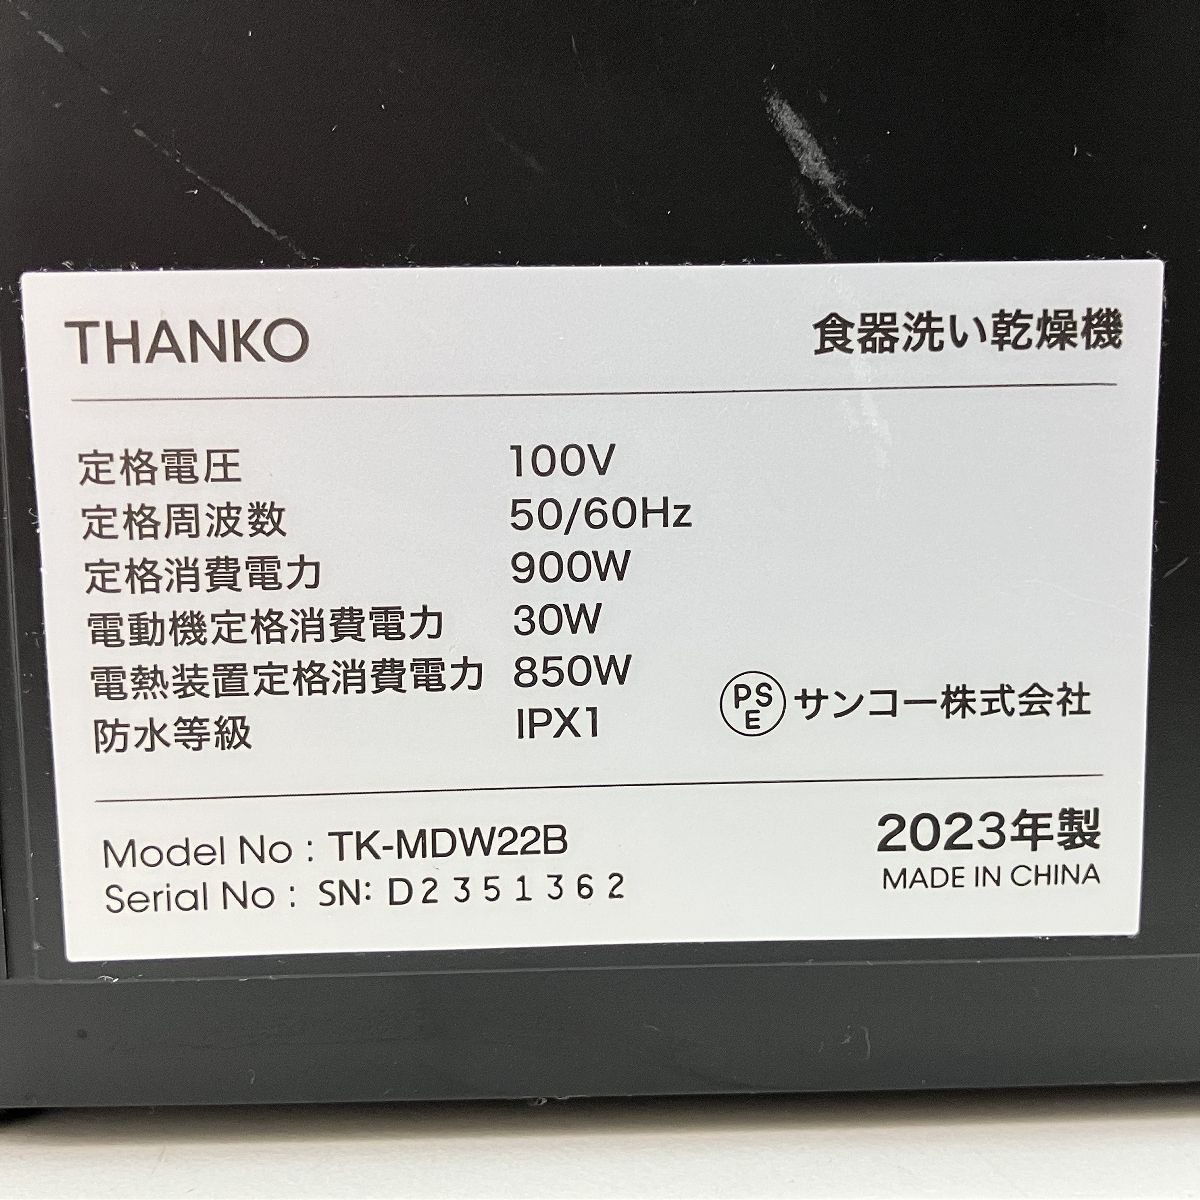 THANKO 食器洗い乾燥機
定格電圧 100V
定格周波数 50/60Hz
定格消費電力 900W
電動機定格消費電力 30W
電熱装置定格消費電力 850W
防水等級 IPX1
PSE サンコー株式会社
Model No : TK-MDW22B 2023年製
Serial No : SN: D2351362 MADE IN CHINA